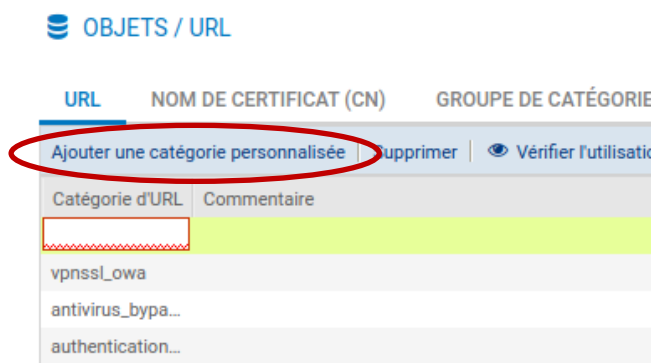 OBJETS / URL
URL NOM DE CERTIFICAT (CN) GROUPE DE CATÉGORIE
Ajouter une catégorie personnalisée Supprimer Vérifier l'utilisatio
Catégorie d'URL Commentaire
vpnssl_owa
antivirus_bypa...
authentication...